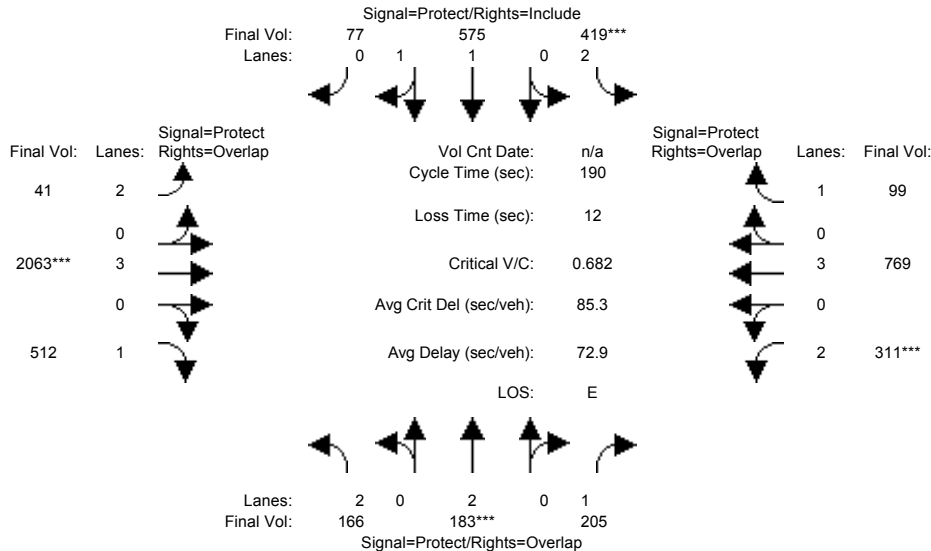 Signal=Protect/Rights=Include
Final Vol: 77 575 419***
Lanes: 0 1 1 0 2
Signal=Protect Signal=Protect
Final Vol: Lanes: Rights=Overlap Vol Cnt Date: n/a Rights=Overlap Lanes: Final Vol:
Cycle Time (sec): 190
41 2 1 99
Loss Time (sec): 12
0 0
2063*** 3 Critical V/C: 0.682 3 769
0 Avg Crit Del (sec/veh): 85.3 0
512 1 Avg Delay (sec/veh): 72.9 2 311***
LOS: E
Lanes: 2 0 2 0 1
Final Vol: 166 183*** 205
Signal=Protect/Rights=Overlap